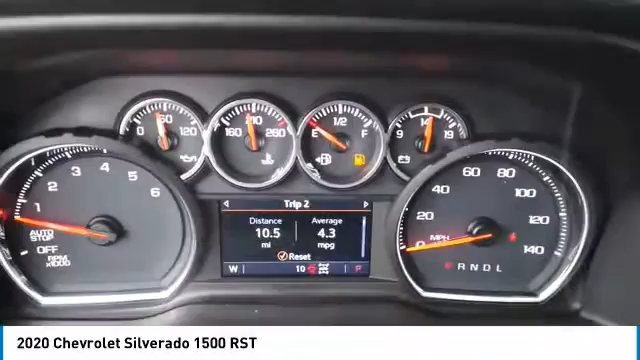 0 60 120
160 210 260
E 1/2 F
9 14 19
1 2 3 4 5 6
AUTO
STOP
OFF
RPM
x1000
Trip 2
Distance Average
10.5 4.3
mi mpg
Reset
W 10 P
0 20 40 60 80 100 120 140
MPH
R N D L
2020 Chevrolet Silverado 1500 RST